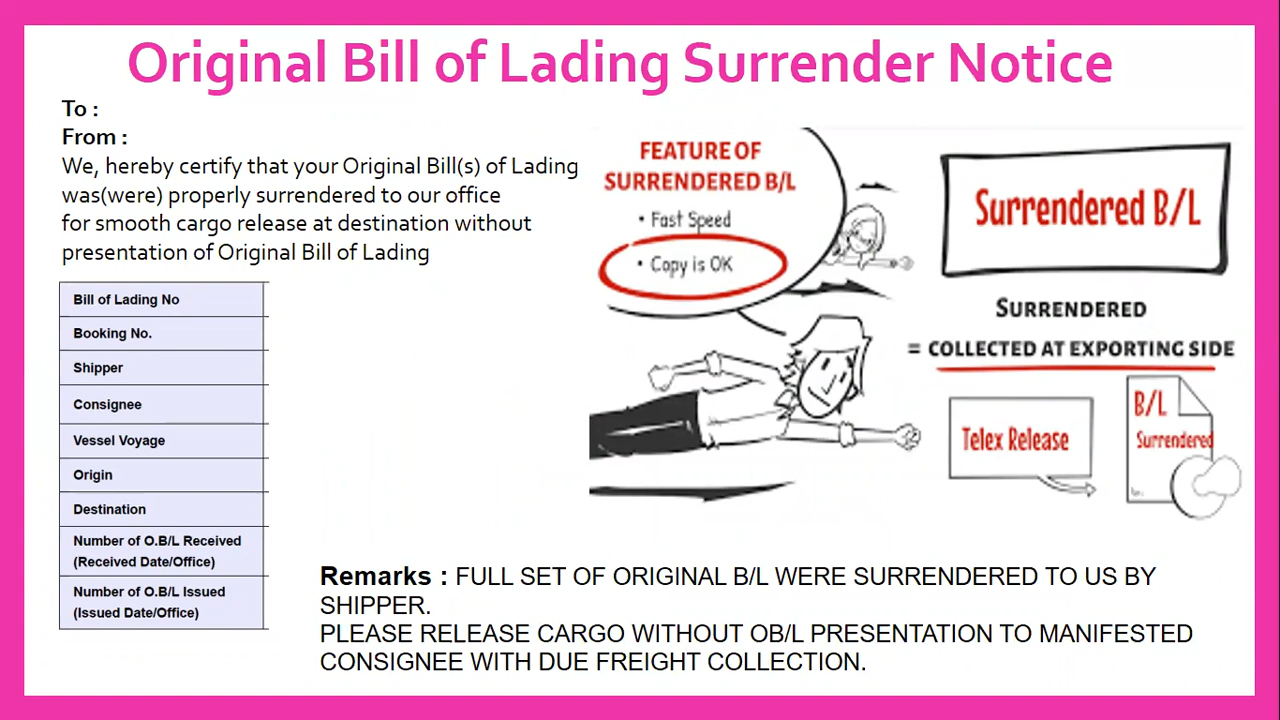 Original Bill of Lading Surrender Notice
To :
From :
We, hereby certify that your Original Bill(s) of Lading
was(were) properly surrendered to our office
for smooth cargo release at destination without
presentation of Original Bill of Lading
Bill of Lading No
Booking No.
Shipper
Consignee
Vessel Voyage
Origin
Destination
Number of O.B/L Received
(Received Date/Office)
Number of O.B/L Issued
(Issued Date/Office)
FEATURE OF
SURRENDERED B/L
• Fast Speed
• Copy is OK
Surrendered B/L
SURRENDERED
= COLLECTED AT EXPORTING SIDE
Telex Release
B/L
Surrendered
Remarks : FULL SET OF ORIGINAL B/L WERE SURRENDERED TO US BY
SHIPPER.
PLEASE RELEASE CARGO WITHOUT OB/L PRESENTATION TO MANIFESTED
CONSIGNEE WITH DUE FREIGHT COLLECTION.